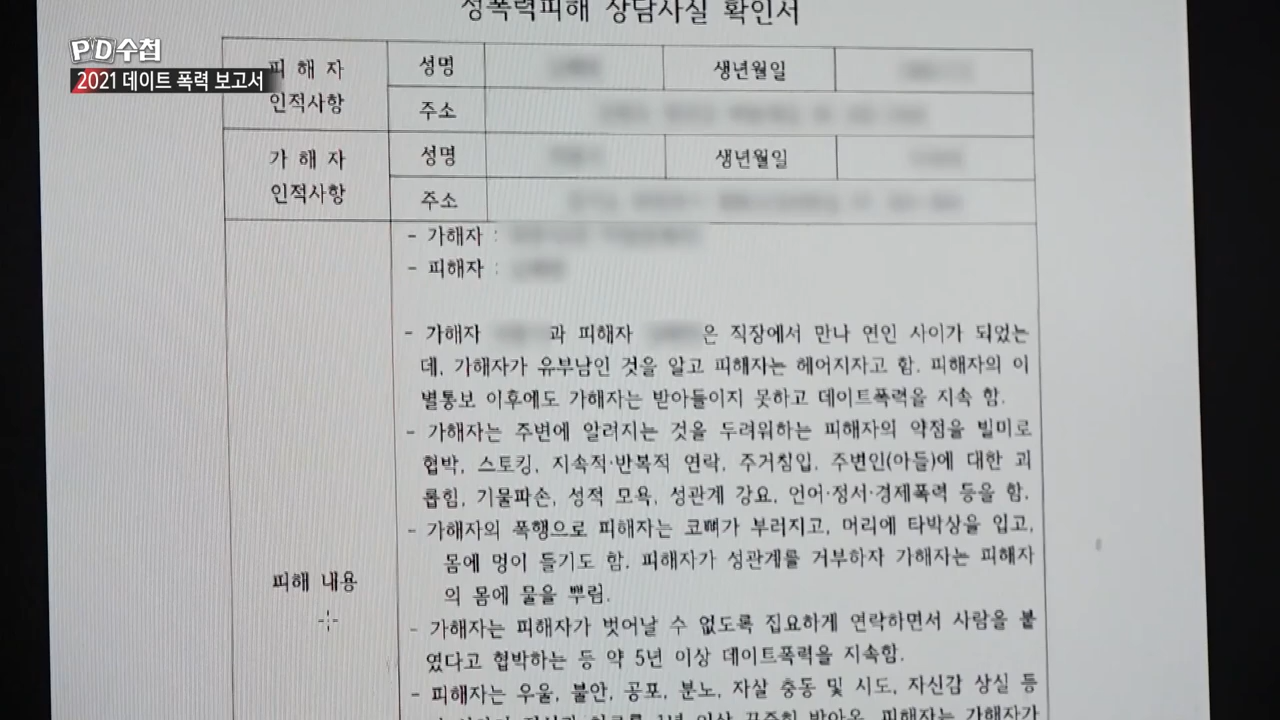 성폭력피해 상담사실 확인서
PD수첩
2021 데이트 폭력 보고서
피 해 자
인적사항
성명
생년월일
주소
가 해 자
인적사항
성명
생년월일
주소
- 가해자 :
- 피해자 :
- 가해자 과 피해자 은 직장에서 만나 연인 사이가 되었는
데, 가해자가 유부남인 것을 알고 피해자는 헤어지자고 함. 피해자의 이
별통보 이후에도 가해자는 받아들이지 못하고 데이트폭력을 지속 함.
- 가해자는 주변에 알려지는 것을 두려워하는 피해자의 약점을 빌미로
협박, 스토킹, 지속적·반복적 연락, 주거침입, 주변인(아들)에 대한 괴
롭힘, 기물파손, 성적 모욕, 성관계 강요, 언어·정서·경제폭력 등을 함.
- 가해자의 폭행으로 피해자는 코뼈가 부러지고, 머리에 타박상을 입고,
몸에 멍이 들기도 함. 피해자가 성관계를 거부하자 가해자는 피해자
의 몸에 물을 뿌림.
피해 내용
- 가해자는 피해자가 벗어날 수 없도록 집요하게 연락하면서 사람을 붙
였다고 협박하는 등 약 5년 이상 데이트폭력을 지속함.
- 피해자는 우울, 불안, 공포, 분노, 자살 충동 및 시도, 자신감 상실 등
1년 이상 꾸준히 받아옴. 피해자는 가해자가